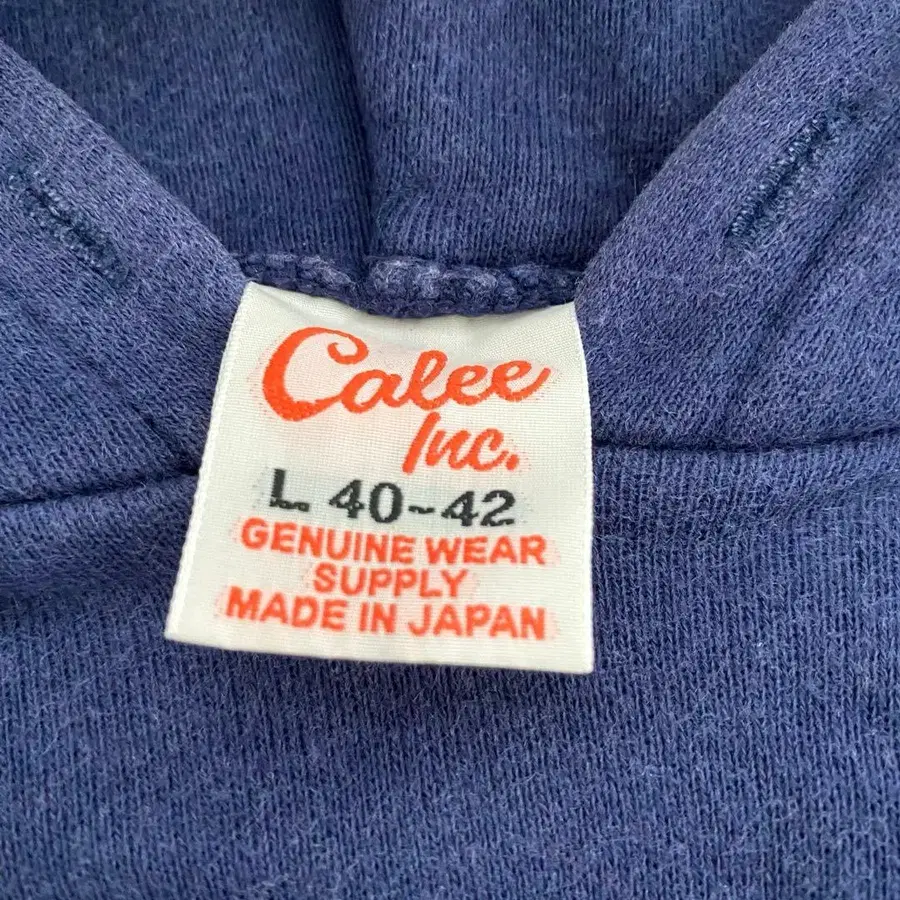 Calee
Inc.
L 40-42
GENUINE WEAR
SUPPLY
MADE IN JAPAN